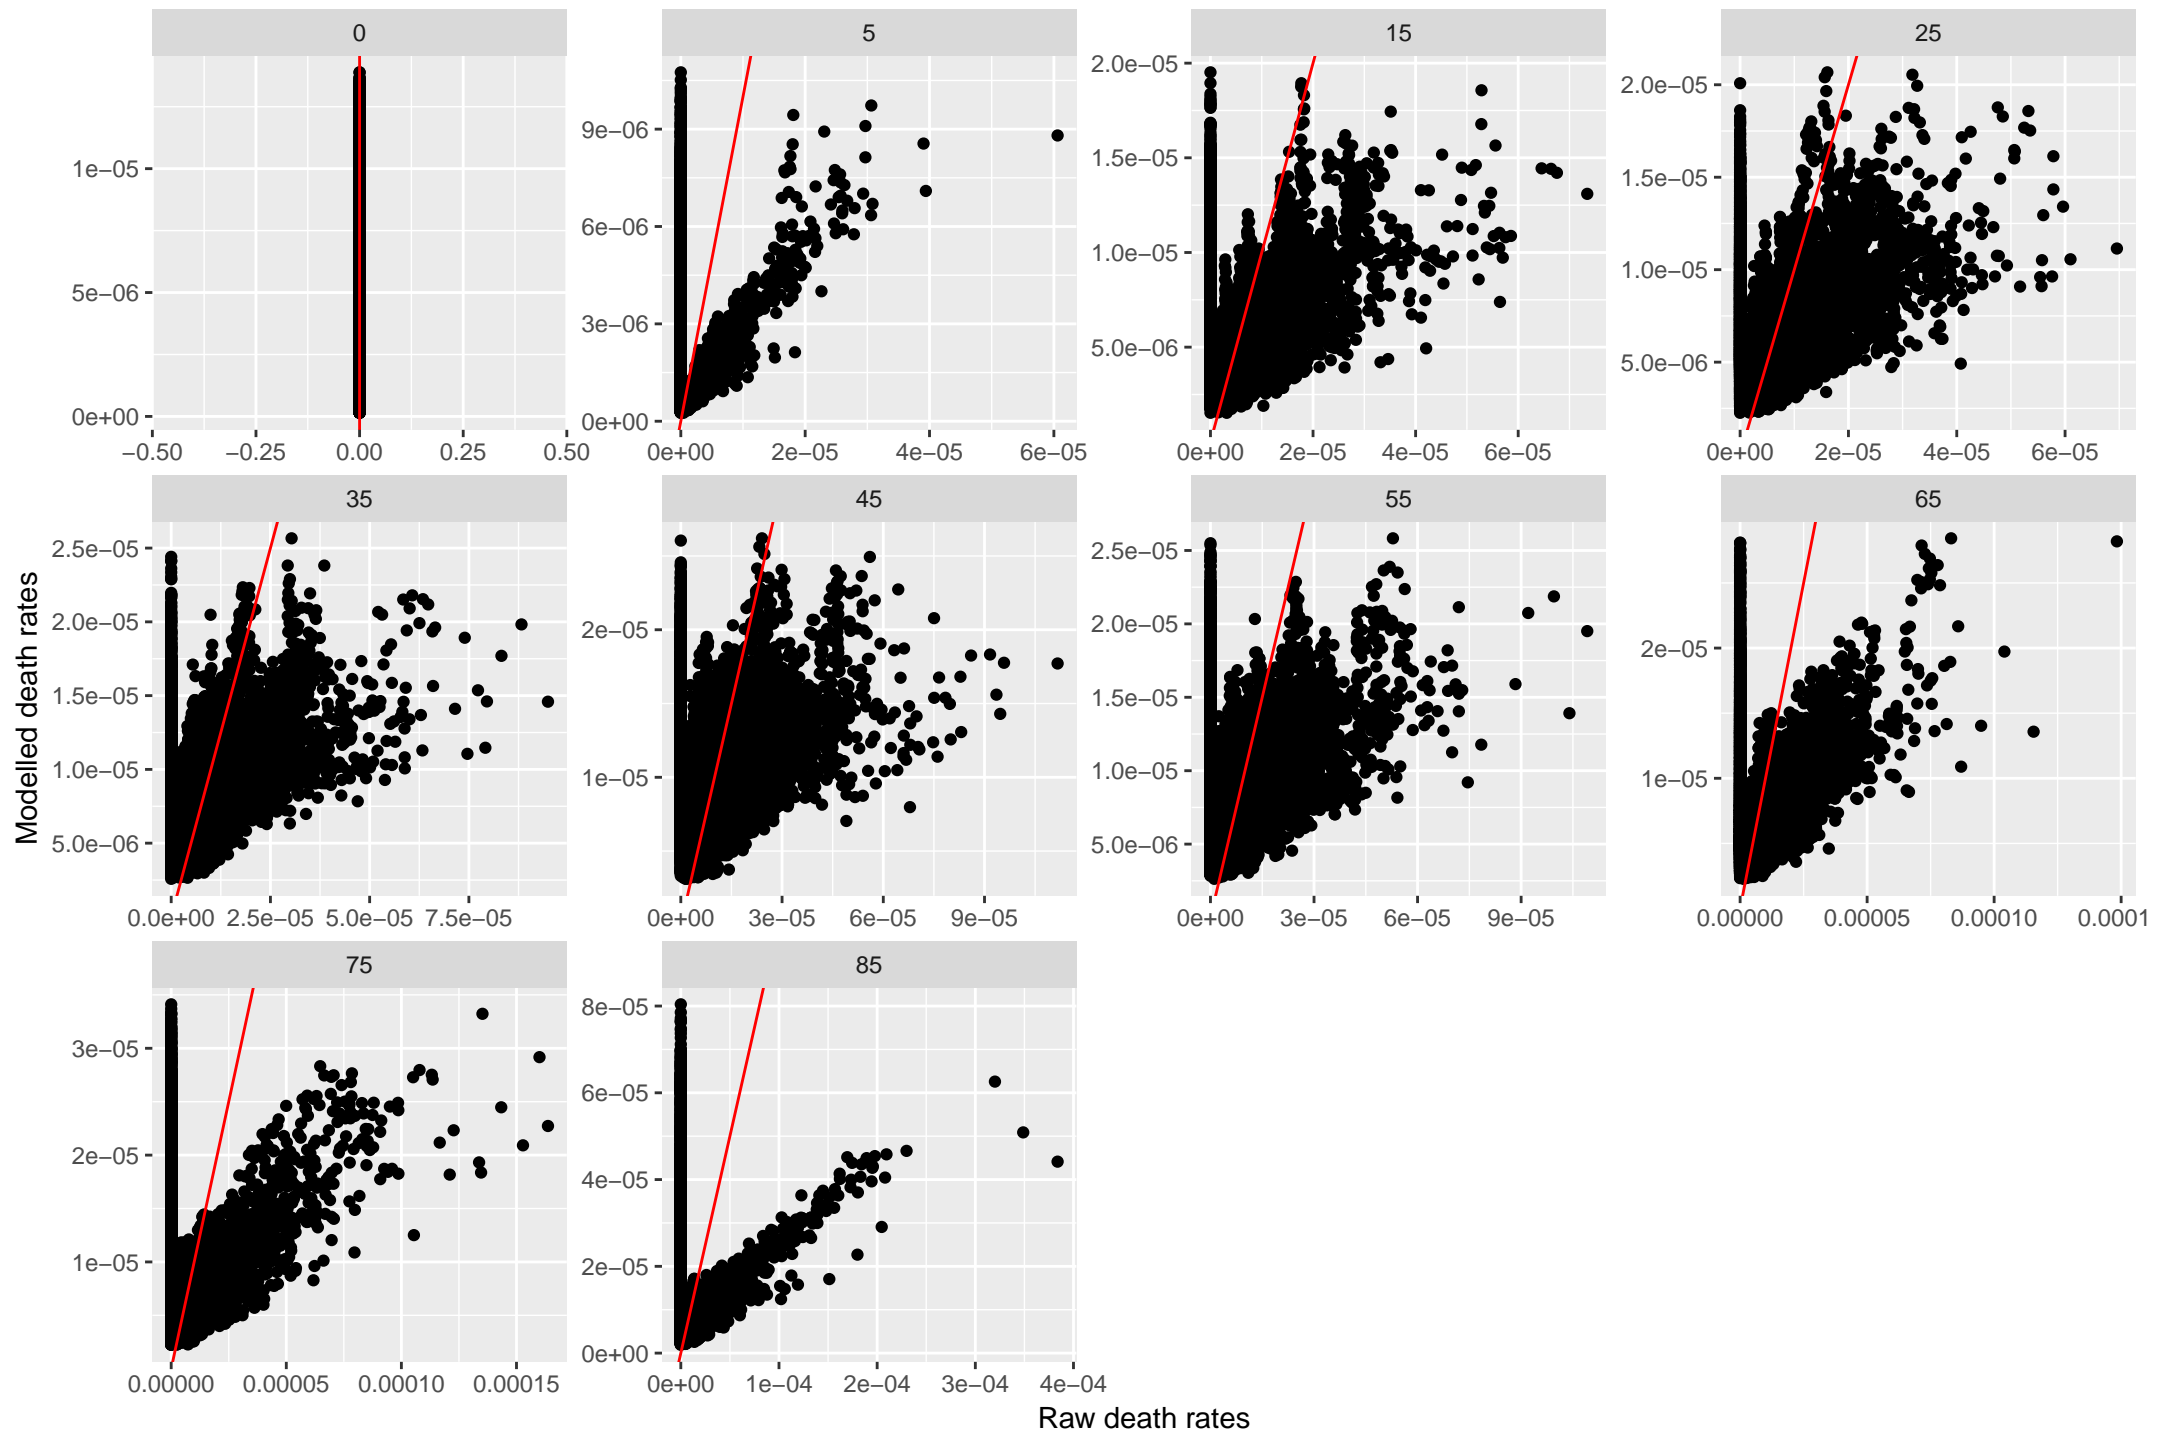 0 5 15 25
2.0e−05
2.0e−05
9e−06
1e−05 1.5e−05 1.5e−05
6e−06
1.0e−05 1.0e−05
5e−06
3e−06 5.0e−06 5.0e−06
0e+00 0e+00
−0.50 −0.25 0.00 0.25 0.50 0e+00 2e−05 4e−05 6e−05 0e+00 2e−05 4e−05 6e−05 0e+00 2e−05 4e−05 6e−05
35 45 55 65
2.5e−05 2.5e−05
2.0e−05 2e−05 2.0e−05 2e−05
1.5e−05 1.5e−05
1.0e−05 1e−05 1.0e−05 1e−05
5.0e−06 5.0e−06
0.0e+00 2.5e−05 5.0e−05 7.5e−05 0e+00 3e−05 6e−05 9e−05 0e+00 3e−05 6e−05 9e−05 0.00000 0.00005 0.00010 0.0001
Modelled death rates
75 85
8e−05
3e−05
6e−05
2e−05 4e−05
1e−05 2e−05
0e+00
0.00000 0.00005 0.00010 0.00015 0e+00 1e−04 2e−04 3e−04 4e−04
Raw death rates